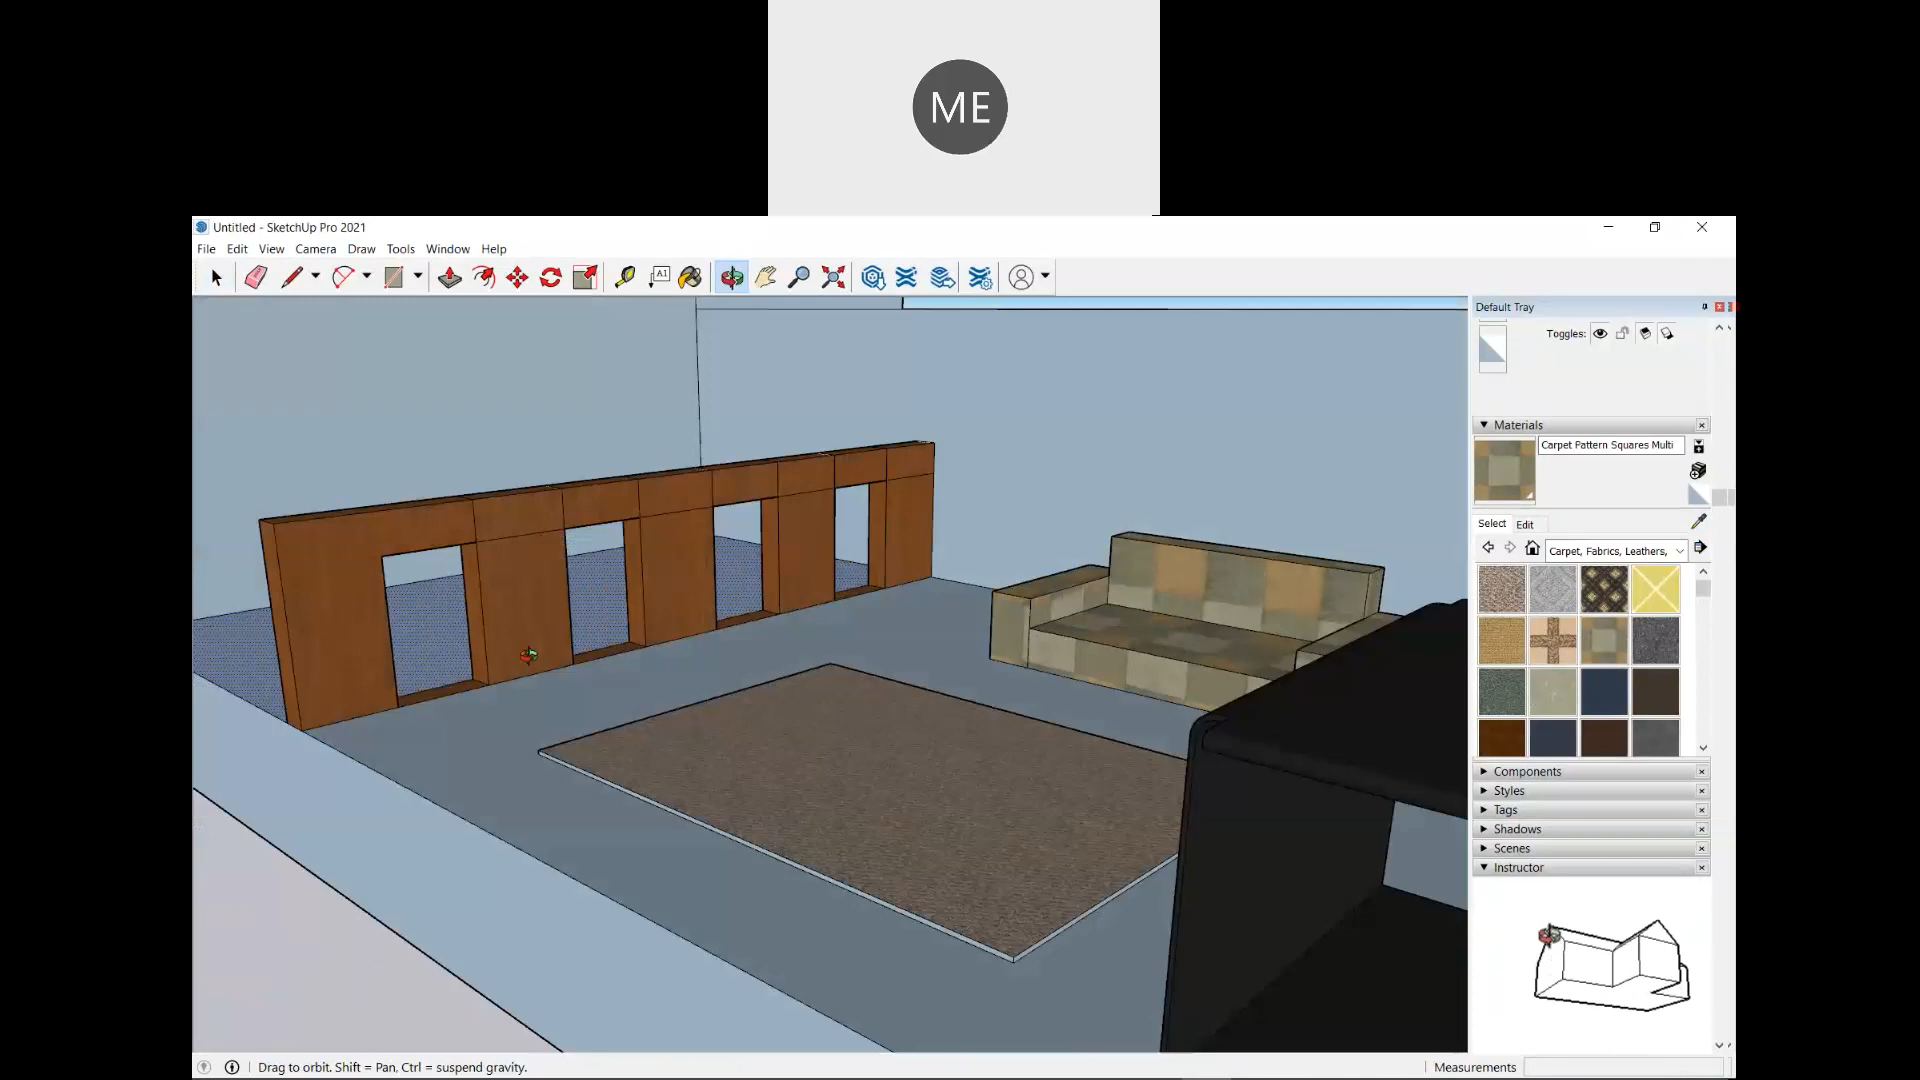 ME
Untitled - SketchUp Pro 2021
File Edit View Camera Draw Tools Window Help
A1
Default Tray
Toggles:
Materials
Carpet Pattern Squares Multi
Select Edit
Carpet, Fabrics, Leathers,
Components
Styles
Tags
Shadows
Scenes
Instructor
Drag to orbit. Shift = Pan, Ctrl = suspend gravity.
Measurements